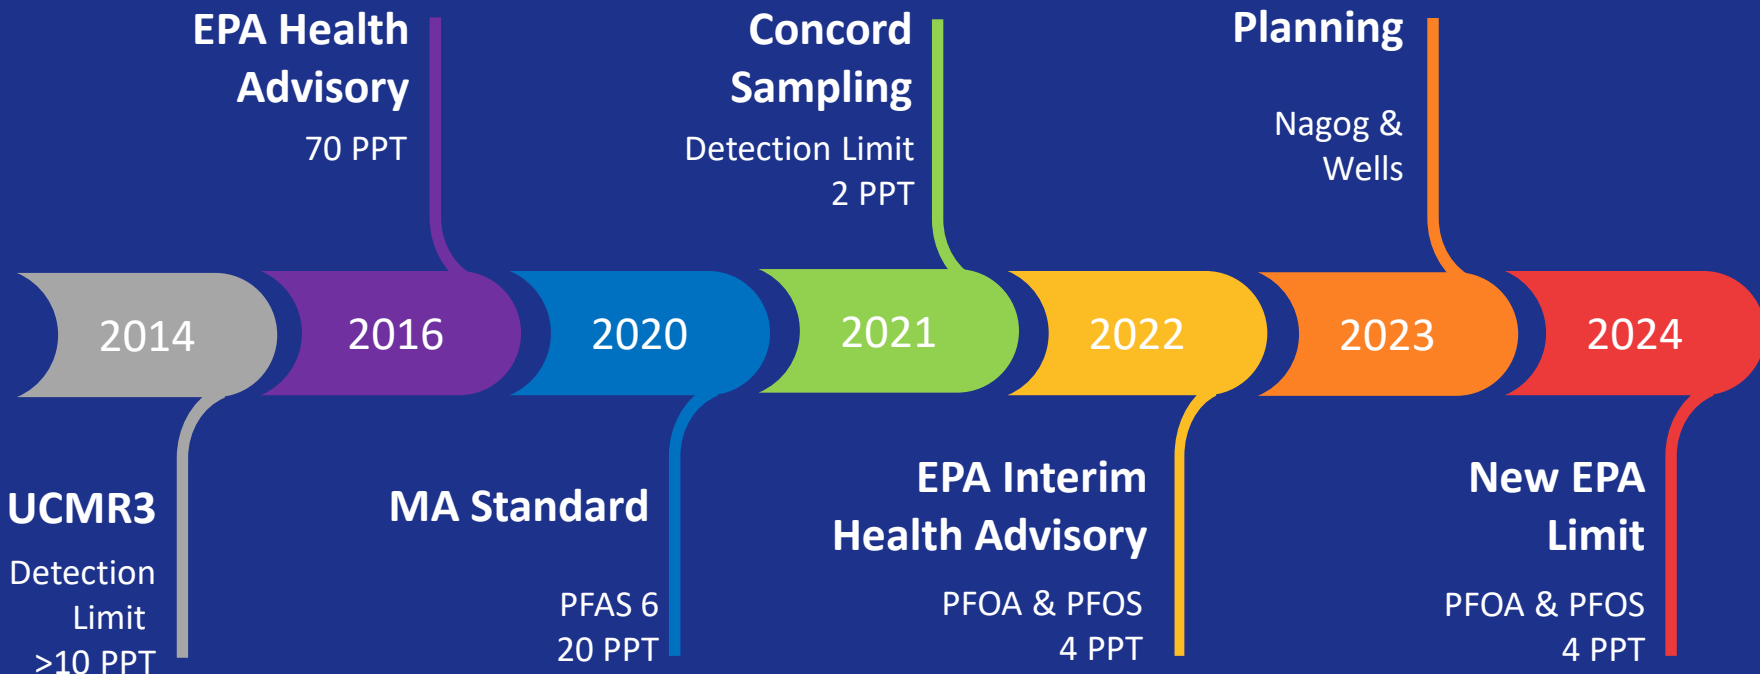 EPA Health
Advisory
70 PPT
Concord
Sampling
Detection Limit
2 PPT
Planning
Nagog &
Wells
2014
2016
2020
2021
2022
2023
2024
UCMR3
Detection
Limit
>10 PPT
MA Standard
PFAS 6
20 PPT
EPA Interim
Health Advisory
PFOA & PFOS
4 PPT
New EPA
Limit
PFOA & PFOS
4 PPT